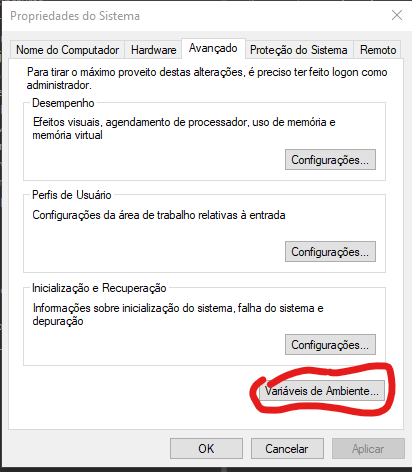 Propriedades do Sistema
Nome do Computador Hardware Avançado Proteção do Sistema Remoto
Para tirar o máximo proveito destas alterações, é preciso ter feito logon como
administrador.
Desempenho
Efeitos visuais, agendamento de processador, uso de memória e
memória virtual
Configurações...
Perfis de Usuário
Configurações da área de trabalho relativas à entrada
Configurações...
Inicialização e Recuperação
Informações sobre inicialização do sistema, falha do sistema e
depuração
Configurações...
Variáveis de Ambiente...
OK Cancelar Aplicar